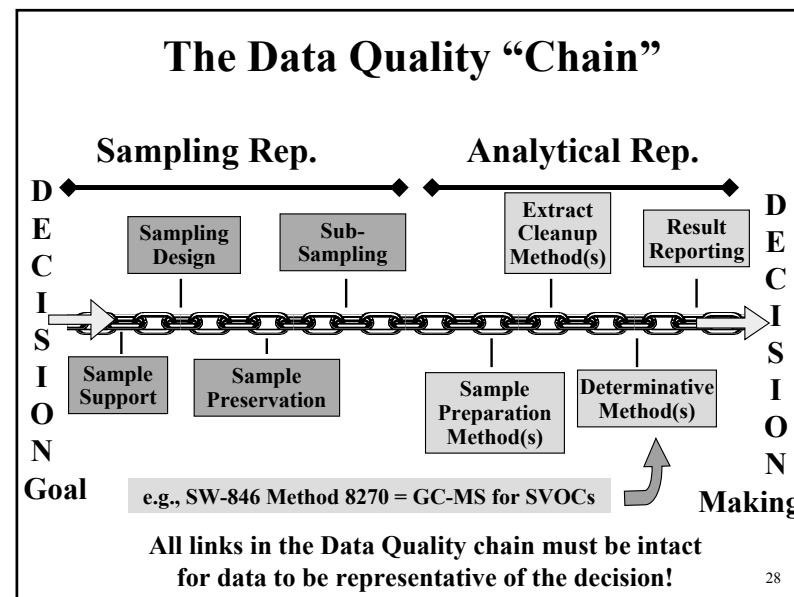 The Data Quality “Chain”
Sampling Rep.
Analytical Rep.
DECISION
Goal
Sampling
Design
Sub-
Sampling
Extract
Cleanup
Method(s)
Result
Reporting
Sample
Support
Sample
Preservation
Sample
Preparation
Method(s)
Determinative
Method(s)
DECISION
Making
e.g., SW-846 Method 8270 = GC-MS for SVOCs
All links in the Data Quality chain must be intact
for data to be representative of the decision!
28